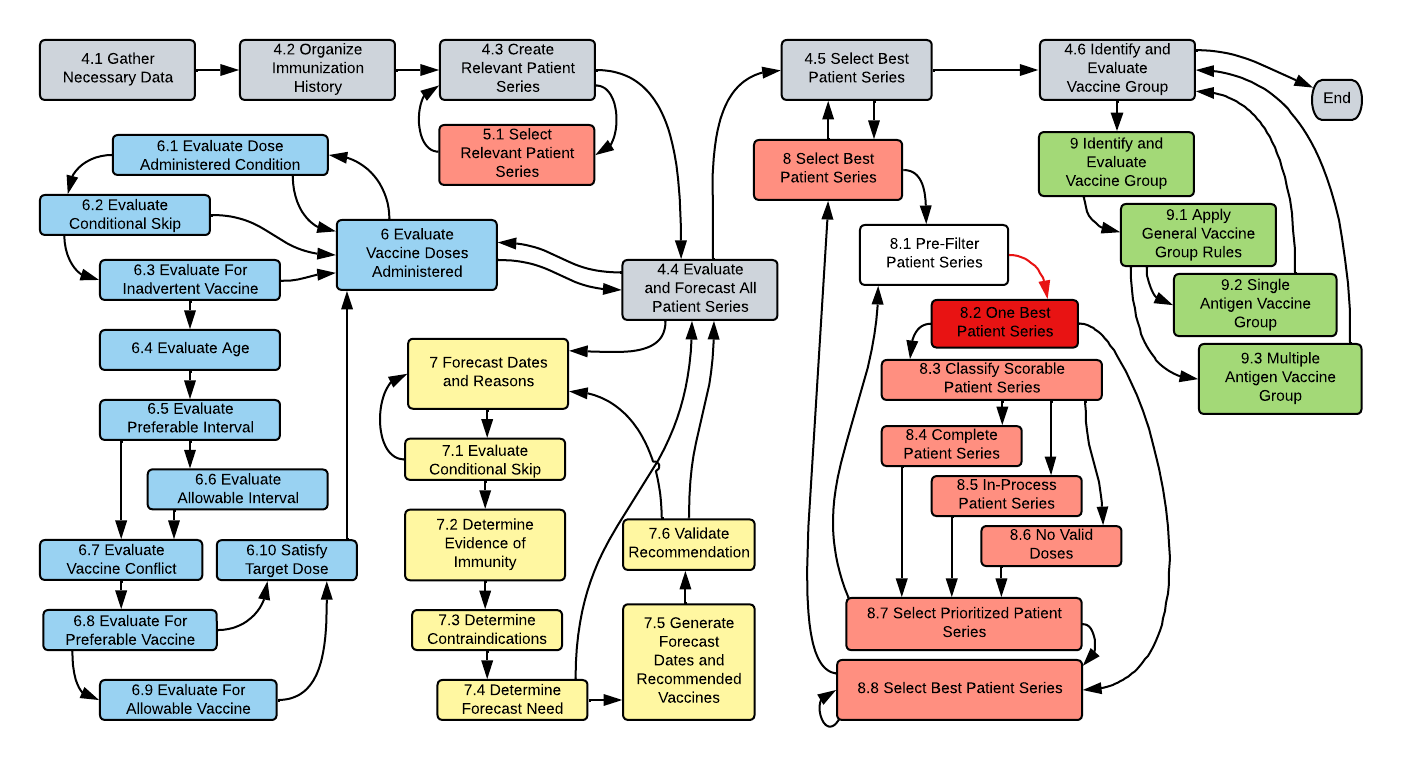 4.1 Gather
Necessary Data
4.2 Organize
Immunization
History
4.3 Create
Relevant Patient
Series
4.5 Select Best
Patient Series
4.6 Identify and
Evaluate
Vaccine Group
End
5.1 Select
Relevant Patient
Series
6.1 Evaluate Dose
Administered Condition
6.2 Evaluate
Conditional Skip
6 Evaluate
Vaccine Doses
Administered
6.3 Evaluate For
Inadvertent Vaccine
6.4 Evaluate Age
6.5 Evaluate
Preferable Interval
6.6 Evaluate
Allowable Interval
6.7 Evaluate
Vaccine Conflict
6.10 Satisfy
Target Dose
6.8 Evaluate For
Preferable Vaccine
6.9 Evaluate For
Allowable Vaccine
4.4 Evaluate
and Forecast All
Patient Series
7 Forecast Dates
and Reasons
7.1 Evaluate
Conditional Skip
7.2 Determine
Evidence of
Immunity
7.3 Determine
Contraindications
7.4 Determine
Forecast Need
7.6 Validate
Recommendation
7.5 Generate
Forecast
Dates and
Recommended
Vaccines
8 Select Best
Patient Series
8.1 Pre-Filter
Patient Series
8.2 One Best
Patient Series
8.3 Classify Scorable
Patient Series
8.4 Complete
Patient Series
8.5 In-Process
Patient Series
8.6 No Valid
Doses
8.7 Select Prioritized Patient
Series
8.8 Select Best Patient Series
9 Identify and
Evaluate
Vaccine Group
9.1 Apply
General Vaccine
Group Rules
9.2 Single
Antigen Vaccine
Group
9.3 Multiple
Antigen Vaccine
Group